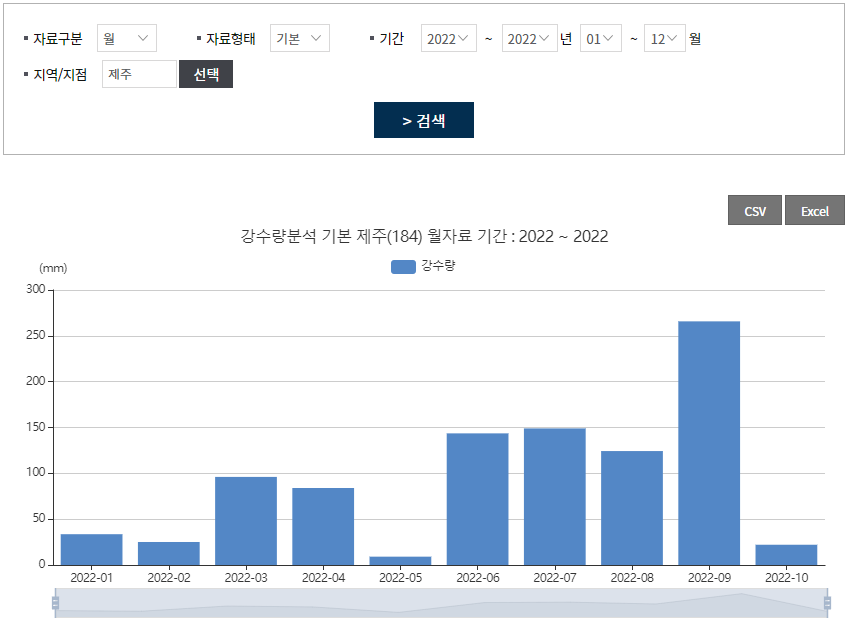 자료구분 월 자료형태 기본 기간 2022 ~ 2022 년 01 ~ 12 월
지역/지점 제주 선택
> 검색
CSV Excel
강수량분석 기본 제주(184) 월자료 기간 : 2022 ~ 2022
강수량
(mm)
300
250
200
150
100
50
0
2022-01 2022-02 2022-03 2022-04 2022-05 2022-06 2022-07 2022-08 2022-09 2022-10